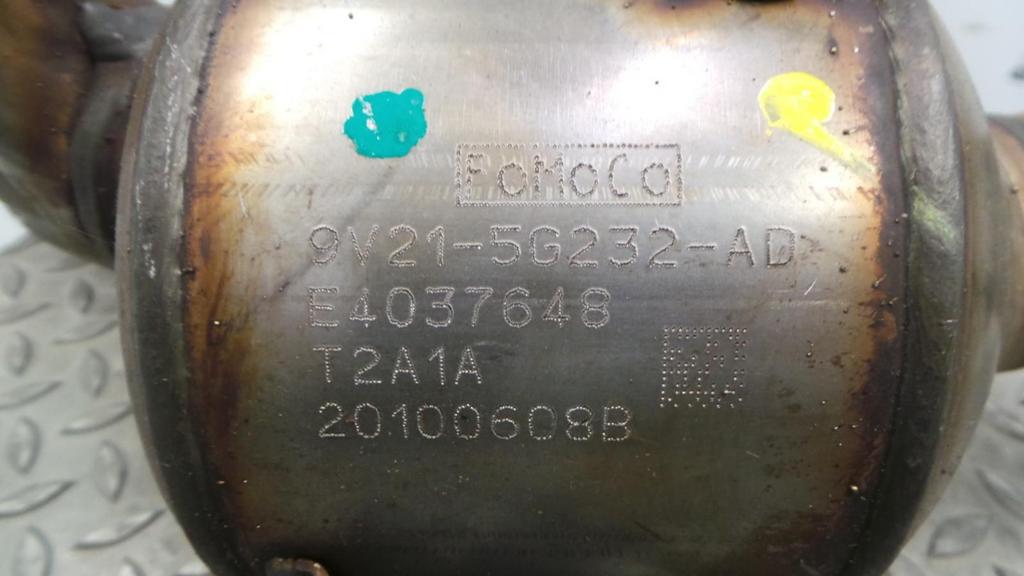 FoMoCo
9V21-5G232-AD
E4037648
T2A1A
20100608B